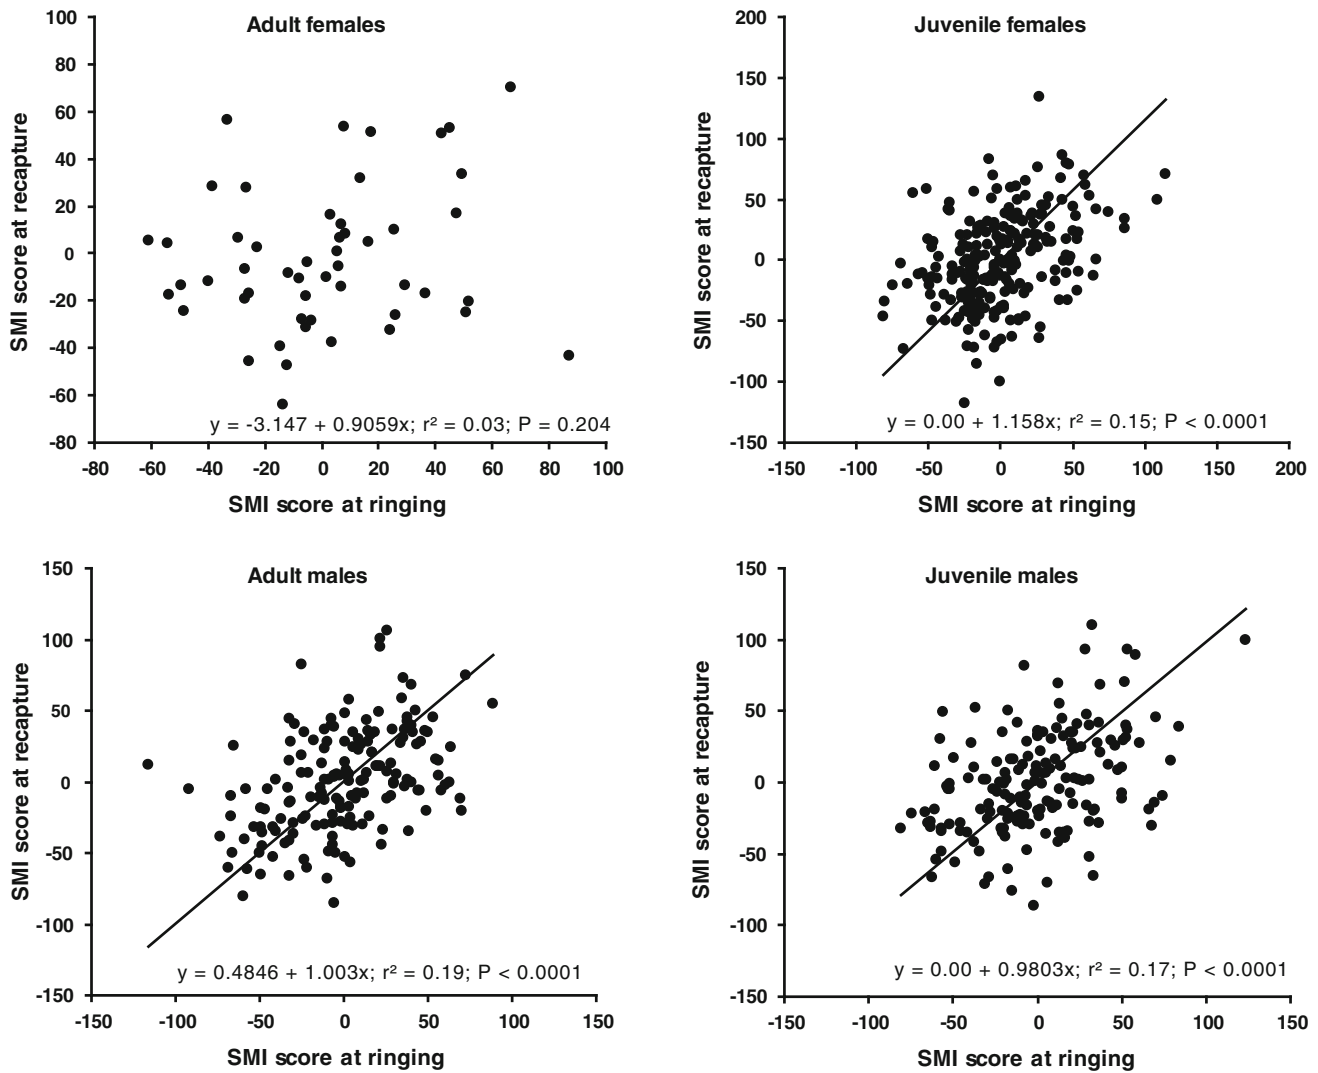 Adult females
100
80
60
40
20
0
-20
-40
-60
-80
SMI score at recapture
y = -3.147 + 0.9059x; r² = 0.03; P = 0.204
-80 -60 -40 -20 0 20 40 60 80 100
SMI score at ringing
Juvenile females
200
150
100
50
0
-50
-100
-150
SMI score at recapture
y = 0.00 + 1.158x; r² = 0.15; P < 0.0001
-150 -100 -50 0 50 100 150 200
SMI score at ringing
Adult males
150
100
50
0
-50
-100
-150
SMI score at recapture
y = 0.4846 + 1.003x; r² = 0.19; P < 0.0001
-150 -100 -50 0 50 100 150
SMI score at ringing
Juvenile males
150
100
50
0
-50
-100
-150
SMI score at recapture
y = 0.00 + 0.9803x; r² = 0.17; P < 0.0001
-150 -100 -50 0 50 100 150
SMI score at ringing